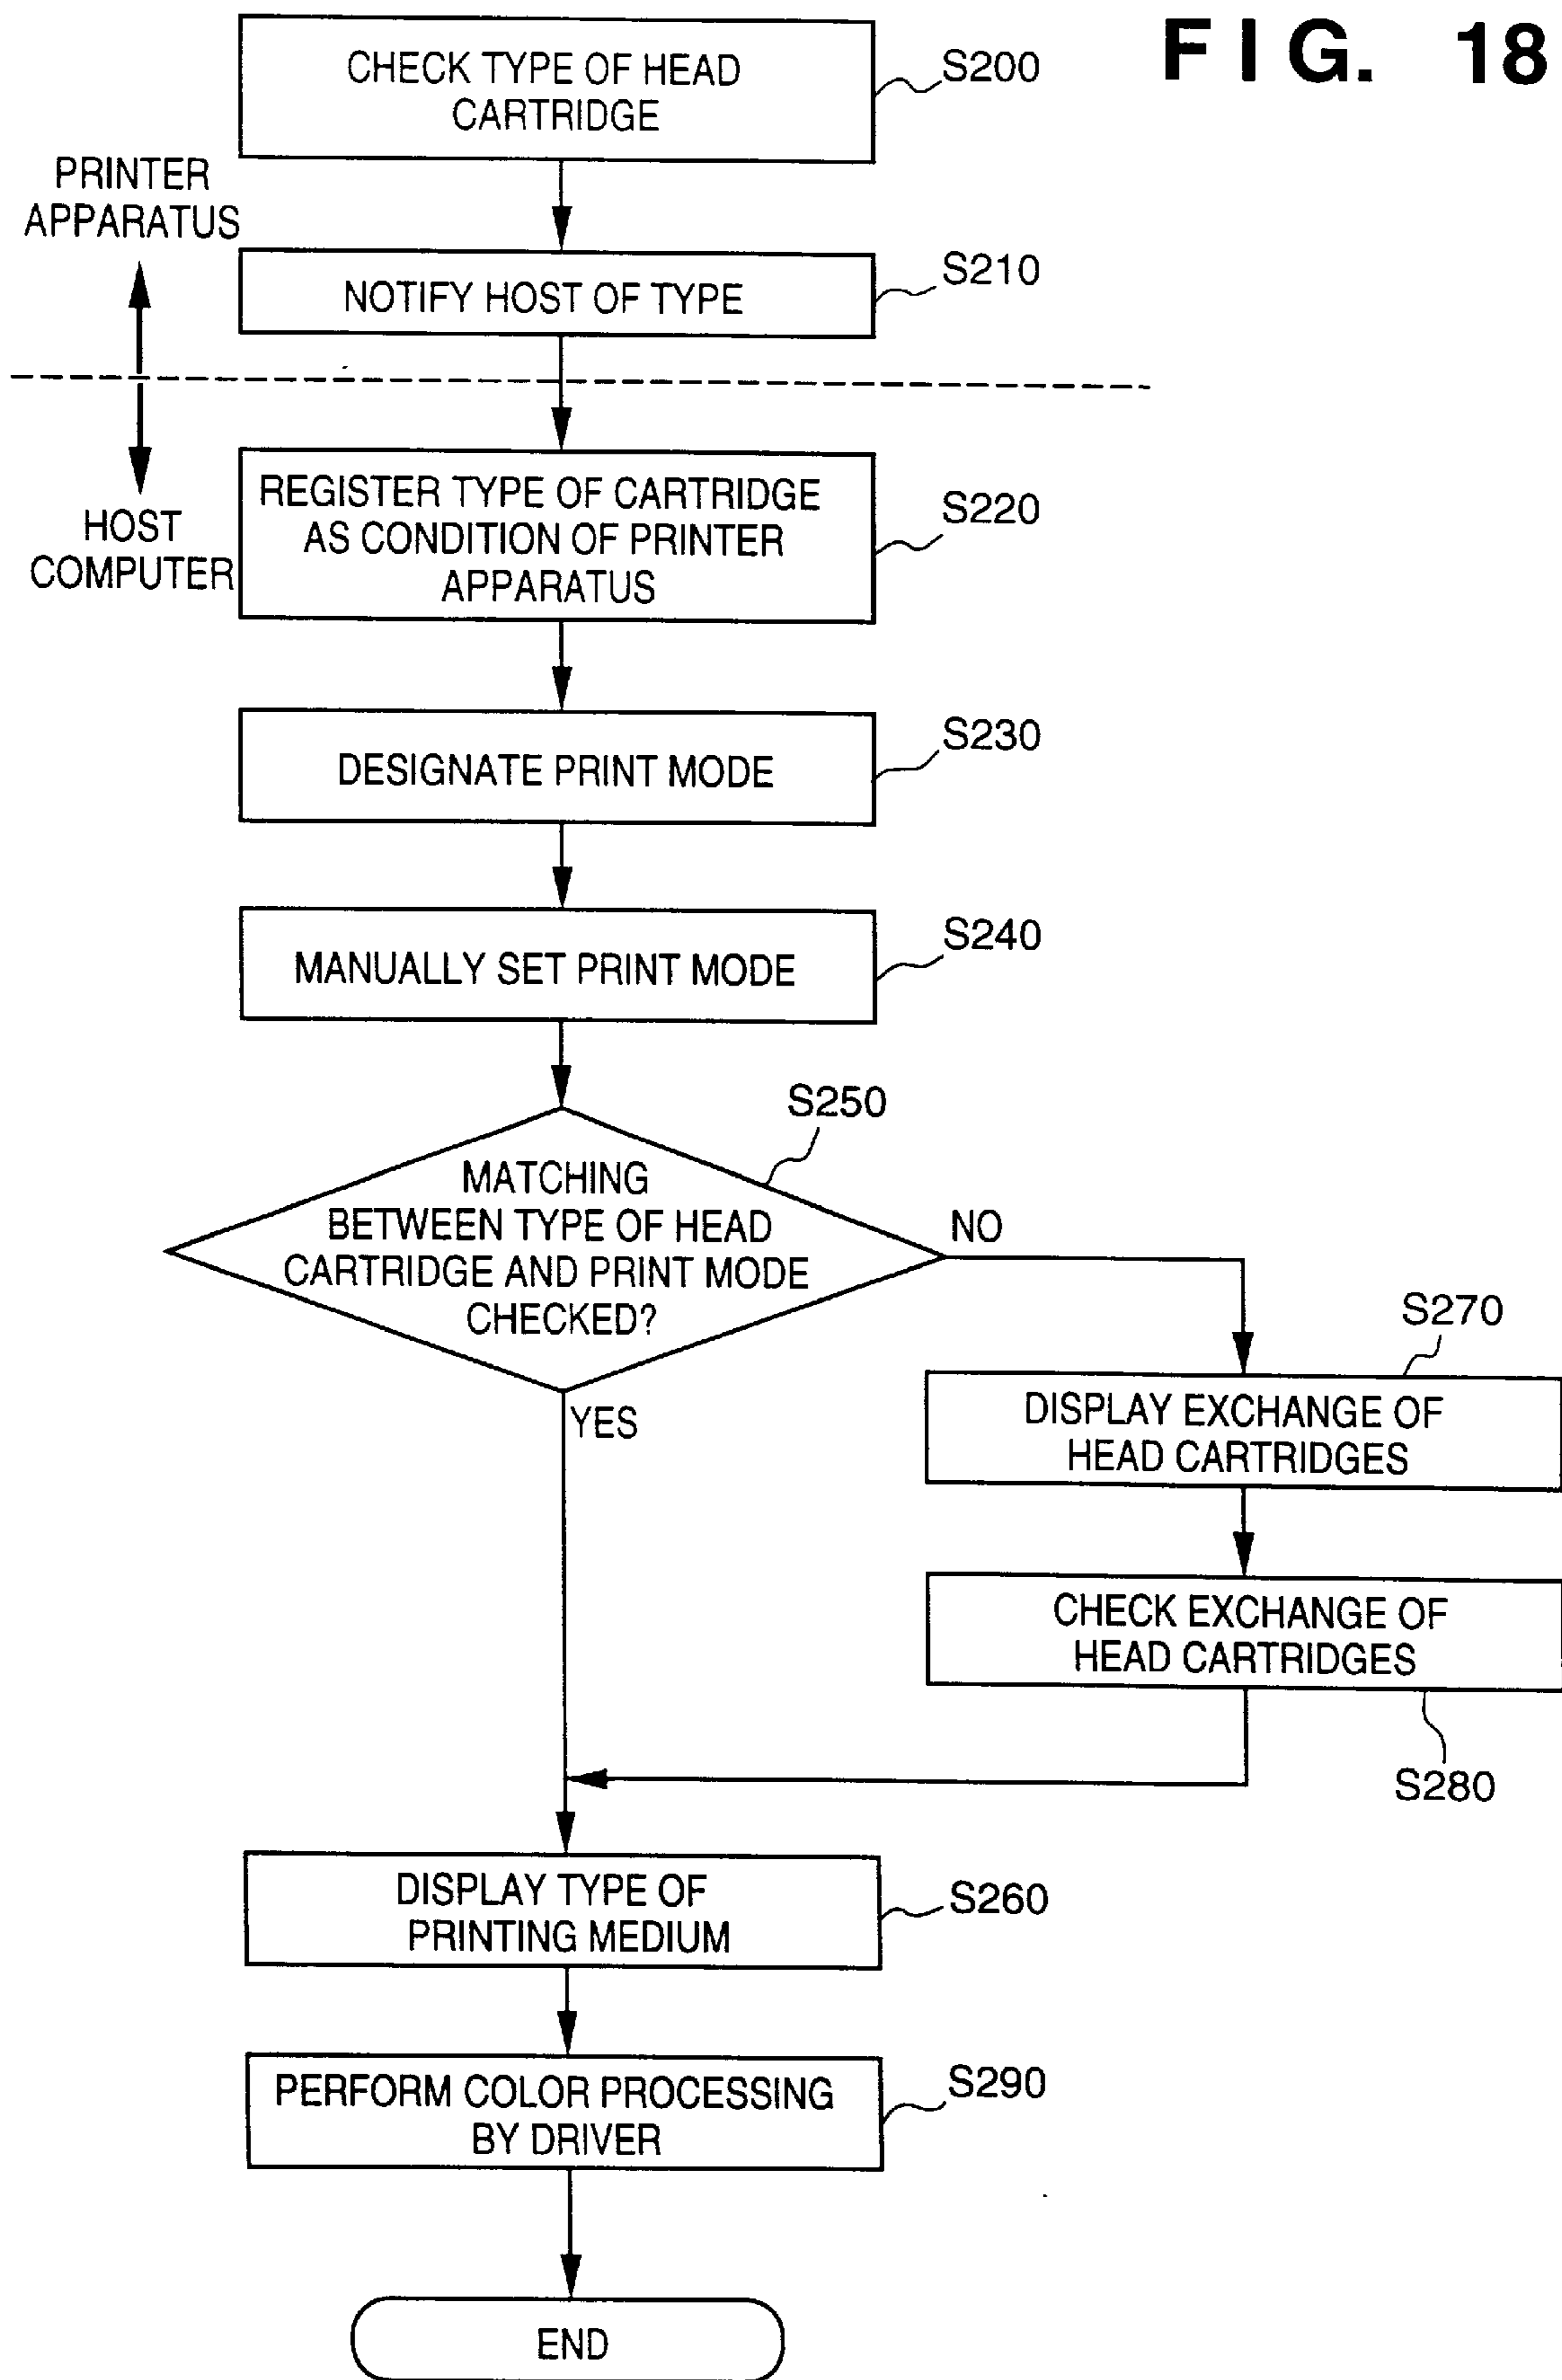 FIG. 18
CHECK TYPE OF HEAD
CARTRIDGE
S200
PRINTER
APPARATUS
NOTIFY HOST OF TYPE
S210
HOST
COMPUTER
REGISTER TYPE OF CARTRIDGE
AS CONDITION OF PRINTER
APPARATUS
S220
DESIGNATE PRINT MODE
S230
MANUALLY SET PRINT MODE
S240
S250
MATCHING
BETWEEN TYPE OF HEAD
CARTRIDGE AND PRINT MODE
CHECKED?
NO
YES
S270
DISPLAY EXCHANGE OF
HEAD CARTRIDGES
CHECK EXCHANGE OF
HEAD CARTRIDGES
S280
DISPLAY TYPE OF
PRINTING MEDIUM
S260
PERFORM COLOR PROCESSING
BY DRIVER
S290
END